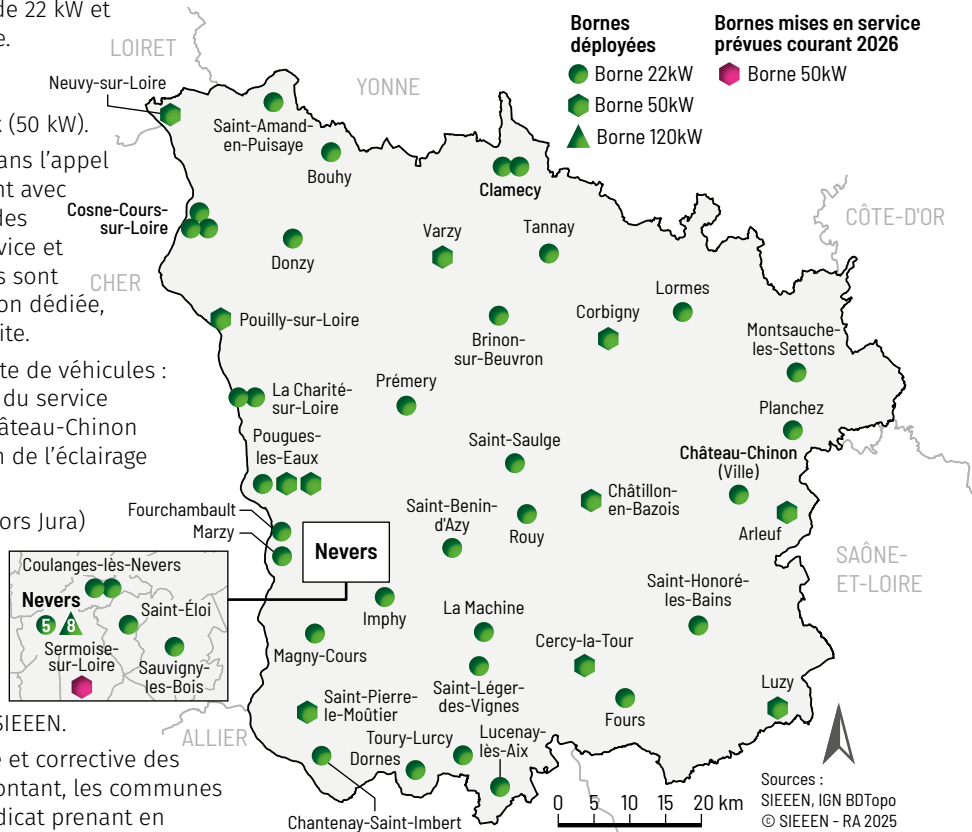 de 22 kW et
e.
x (50 kW).
ans l'appel
nt avec
des
vice et
s sont
on dédiée,
ite.
te de véhicules :
du service
hâteau-Chinon
n de l'éclairage
ors Jura)
SIEEEN.
e et corrective des
ontant, les communes
dicat prenant en
Bornes
déployées
Borne 22kW
Borne 50kW
Borne 120kW
Bornes mises en service
prévues courant 2026
Borne 50kW
LOIRET
YONNE
CÔTE-D'OR
CHER
SAÔNE-
ET-LOIRE
ALLIER
Neuvy-sur-Loire
Saint-Amand-
en-Puisaye
Bouhy
Clamecy
Cosne-Cours-
sur-Loire
Donzy
Varzy
Tannay
Pouilly-sur-Loire
Brinon-
sur-Beuvron
Corbigny
Lormes
Montsauche-
les-Settons
La Charité-
sur-Loire
Prémery
Planchez
Pougues-
les-Eaux
Saint-Saulge
Château-Chinon
(Ville)
Châtillon-
en-Bazois
Arleuf
Fourchambault
Marzy
Nevers
Saint-Benin-
d'Azy
Rouy
Coulanges-lès-Nevers
Nevers
5
8
Saint-Éloi
Sermoise-
sur-Loire
Sauvigny-
les-Bois
Imphy
Magny-Cours
La Machine
Saint-Honoré-
les-Bains
Cercy-la-Tour
Saint-Léger-
des-Vignes
Fours
Luzy
Saint-Pierre-
le-Moûtier
Toury-Lurcy
Dornes
Lucenay-
lès-Aix
Chantenay-Saint-Imbert
0 5 10 15 20 km
Sources :
SIEEEN, IGN BDTopo
© SIEEEN - RA 2025